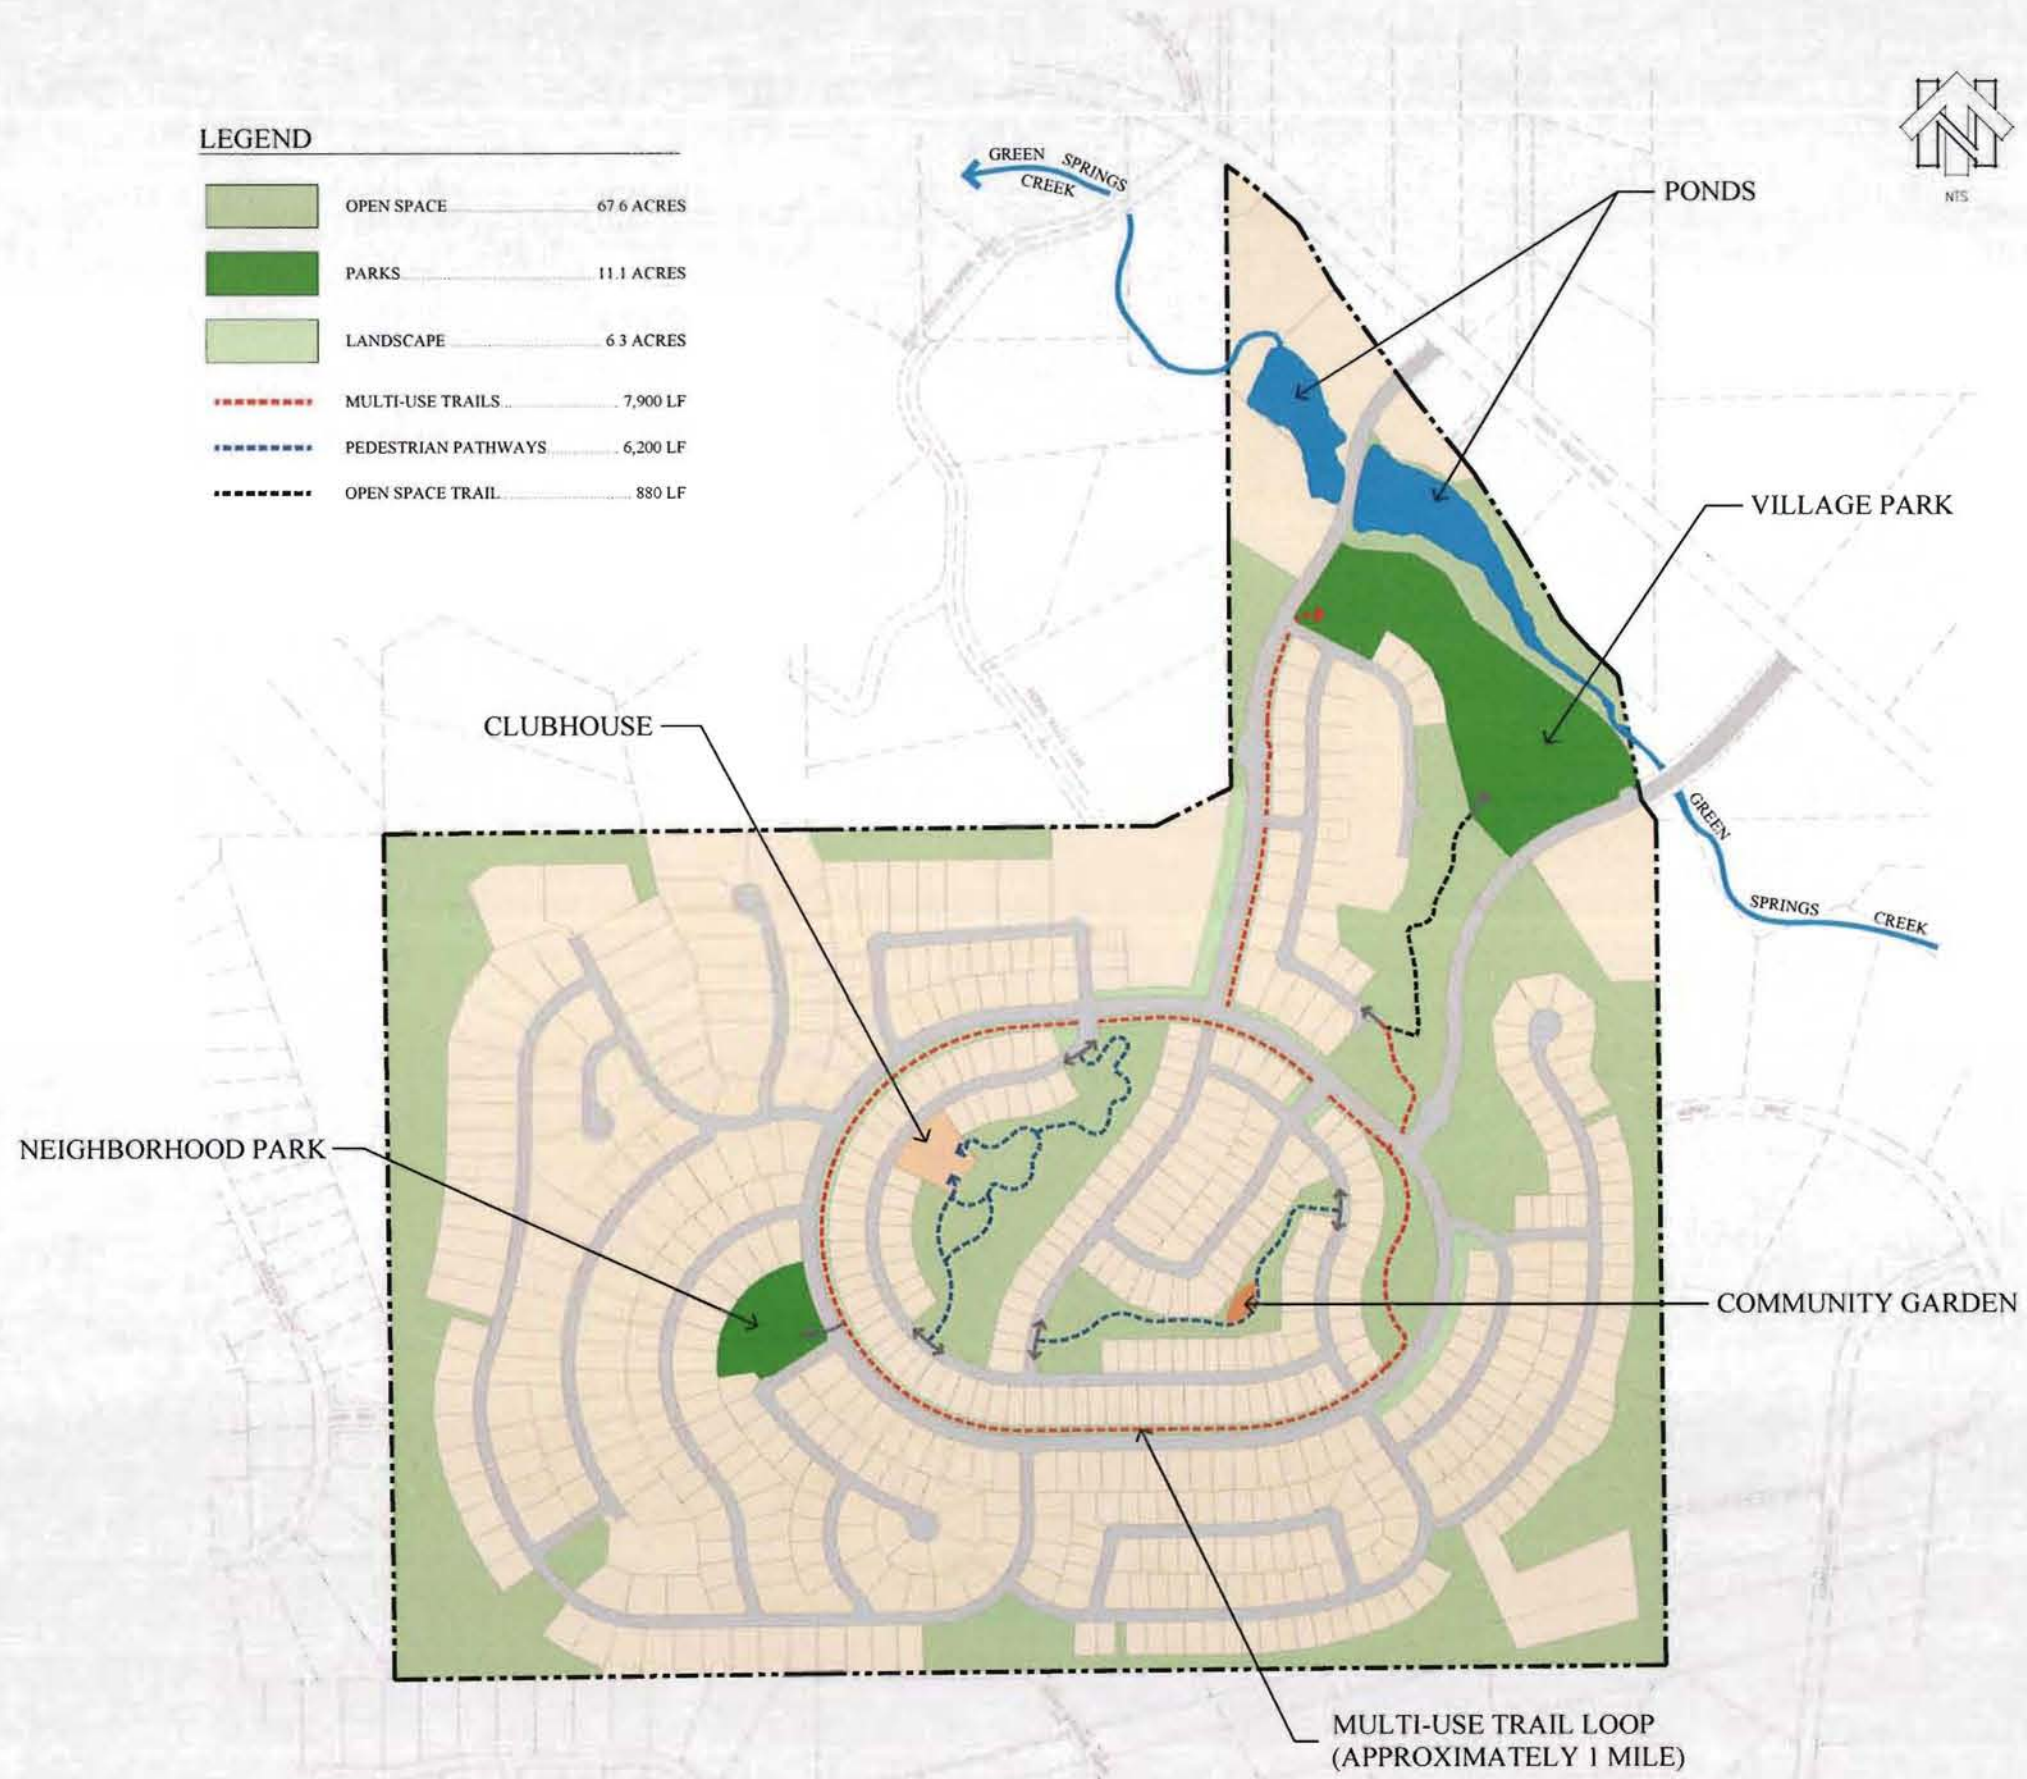 LEGEND
OPEN SPACE 67.6 ACRES
PARKS 11.1 ACRES
LANDSCAPE 6.3 ACRES
MULTI-USE TRAILS 7,900 LF
PEDESTRIAN PATHWAYS 6,200 LF
OPEN SPACE TRAIL 880 LF
GREEN SPRINGS
CREEK
N
NTS
PONDS
VILLAGE PARK
CLUBHOUSE
GREEN
SPRINGS CREEK
NEIGHBORHOOD PARK
COMMUNITY GARDEN
MULTI-USE TRAIL LOOP
(APPROXIMATELY 1 MILE)